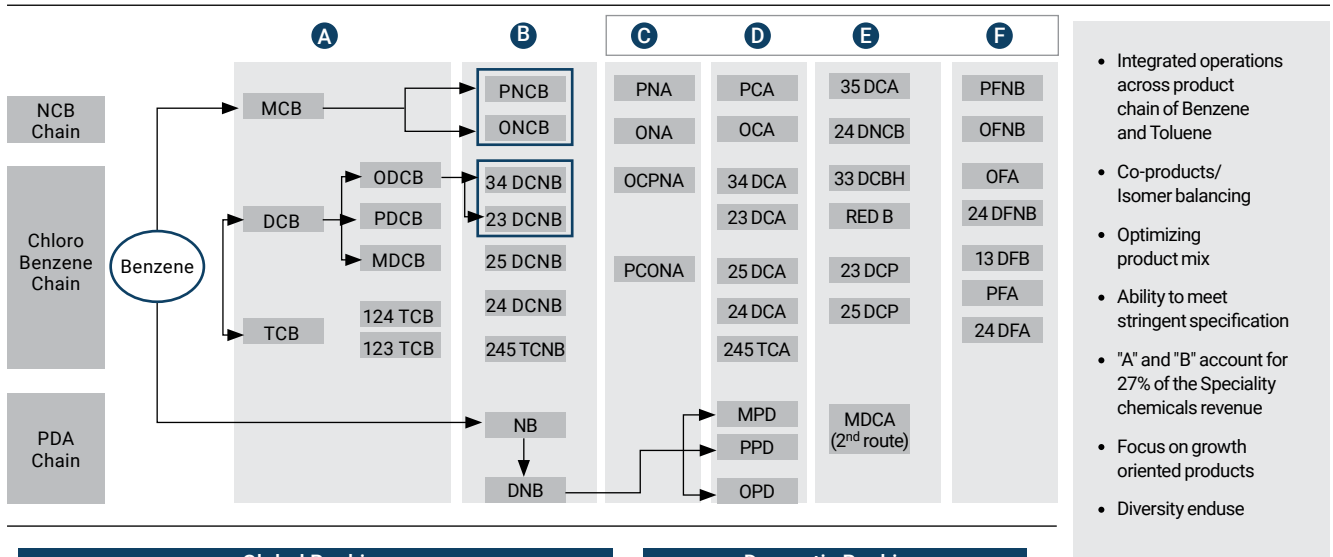 A B C D E F
NCB
Chain
Chloro
Benzene
Chain
PDA
Chain
Benzene
MCB
DCB
TCB
ODCB
PDCB
MDCB
124 TCB
123 TCB
PNCB
ONCB
34 DCNB
23 DCNB
25 DCNB
24 DCNB
245 TCNB
NB
DNB
PNA
ONA
OCPNA
PCONA
PCA
OCA
34 DCA
23 DCA
25 DCA
24 DCA
245 TCA
MPD
PPD
OPD
35 DCA
24 DNCB
33 DCBH
RED B
23 DCP
25 DCP
MDCA
(2nd route)
PFNB
OFNB
OFA
24 DFNB
13 DFB
PFA
24 DFA
• Integrated operations
across product
chain of Benzene
and Toluene
• Co-products/
Isomer balancing
• Optimizing
product mix
• Ability to meet
stringent specification
• "A" and "B" account for
27% of the Speciality
chemicals revenue
• Focus on growth
oriented products
• Diversity enduse